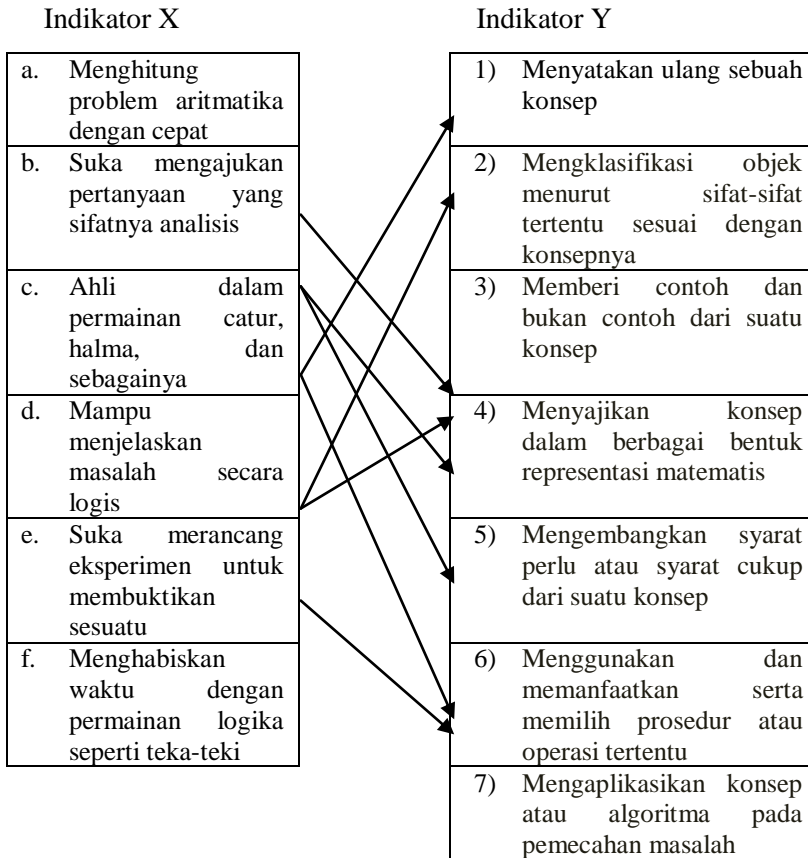 Indikator X
a. Menghitung
problem aritmatika
dengan cepat
b. Suka mengajukan
pertanyaan yang
sifatnya analisis
c. Ahli dalam
permainan catur,
halma, dan
sebagainya
d. Mampu
menjelaskan
masalah secara
logis
e. Suka merancang
eksperimen untuk
membuktikan
sesuatu
f. Menghabiskan
waktu dengan
permainan logika
seperti teka-teki
Indikator Y
1) Menyatakan ulang sebuah
konsep
2) Mengklasifikasi objek
menurut sifat-sifat
tertentu sesuai dengan
konsepnya
3) Memberi contoh dan
bukan contoh dari suatu
konsep
4) Menyajikan konsep
dalam berbagai bentuk
representasi matematis
5) Mengembangkan syarat
perlu atau syarat cukup
dari suatu konsep
6) Menggunakan dan
memanfaatkan serta
memilih prosedur atau
operasi tertentu
7) Mengaplikasikan konsep
atau algoritma pada
pemecahan masalah